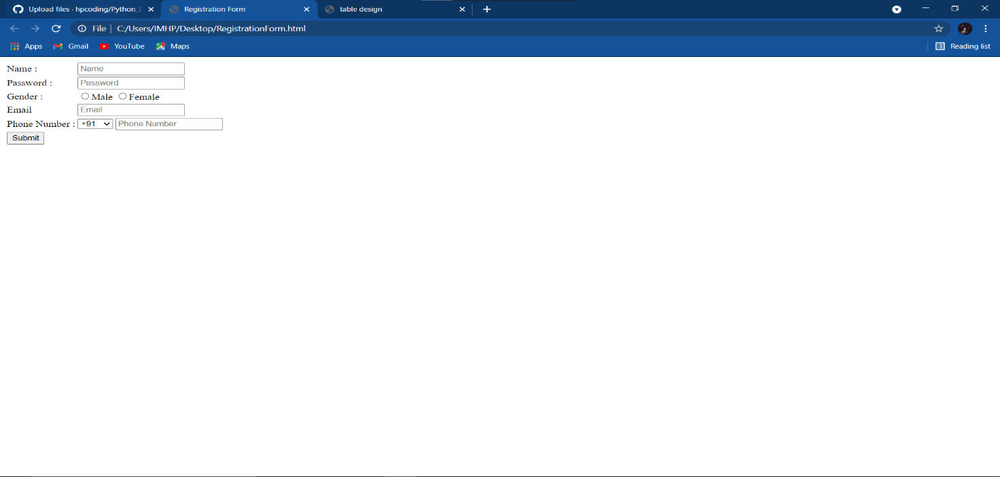 Upload files · hpcoding/Python_ Registration Form table design
File C:/Users/IMHP/Desktop/RegistrationForm.html
Apps Gmail YouTube Maps Reading list
Name : Name
Password : Password
Gender : Male Female
Email Email
Phone Number : +91 Phone Number
Submit